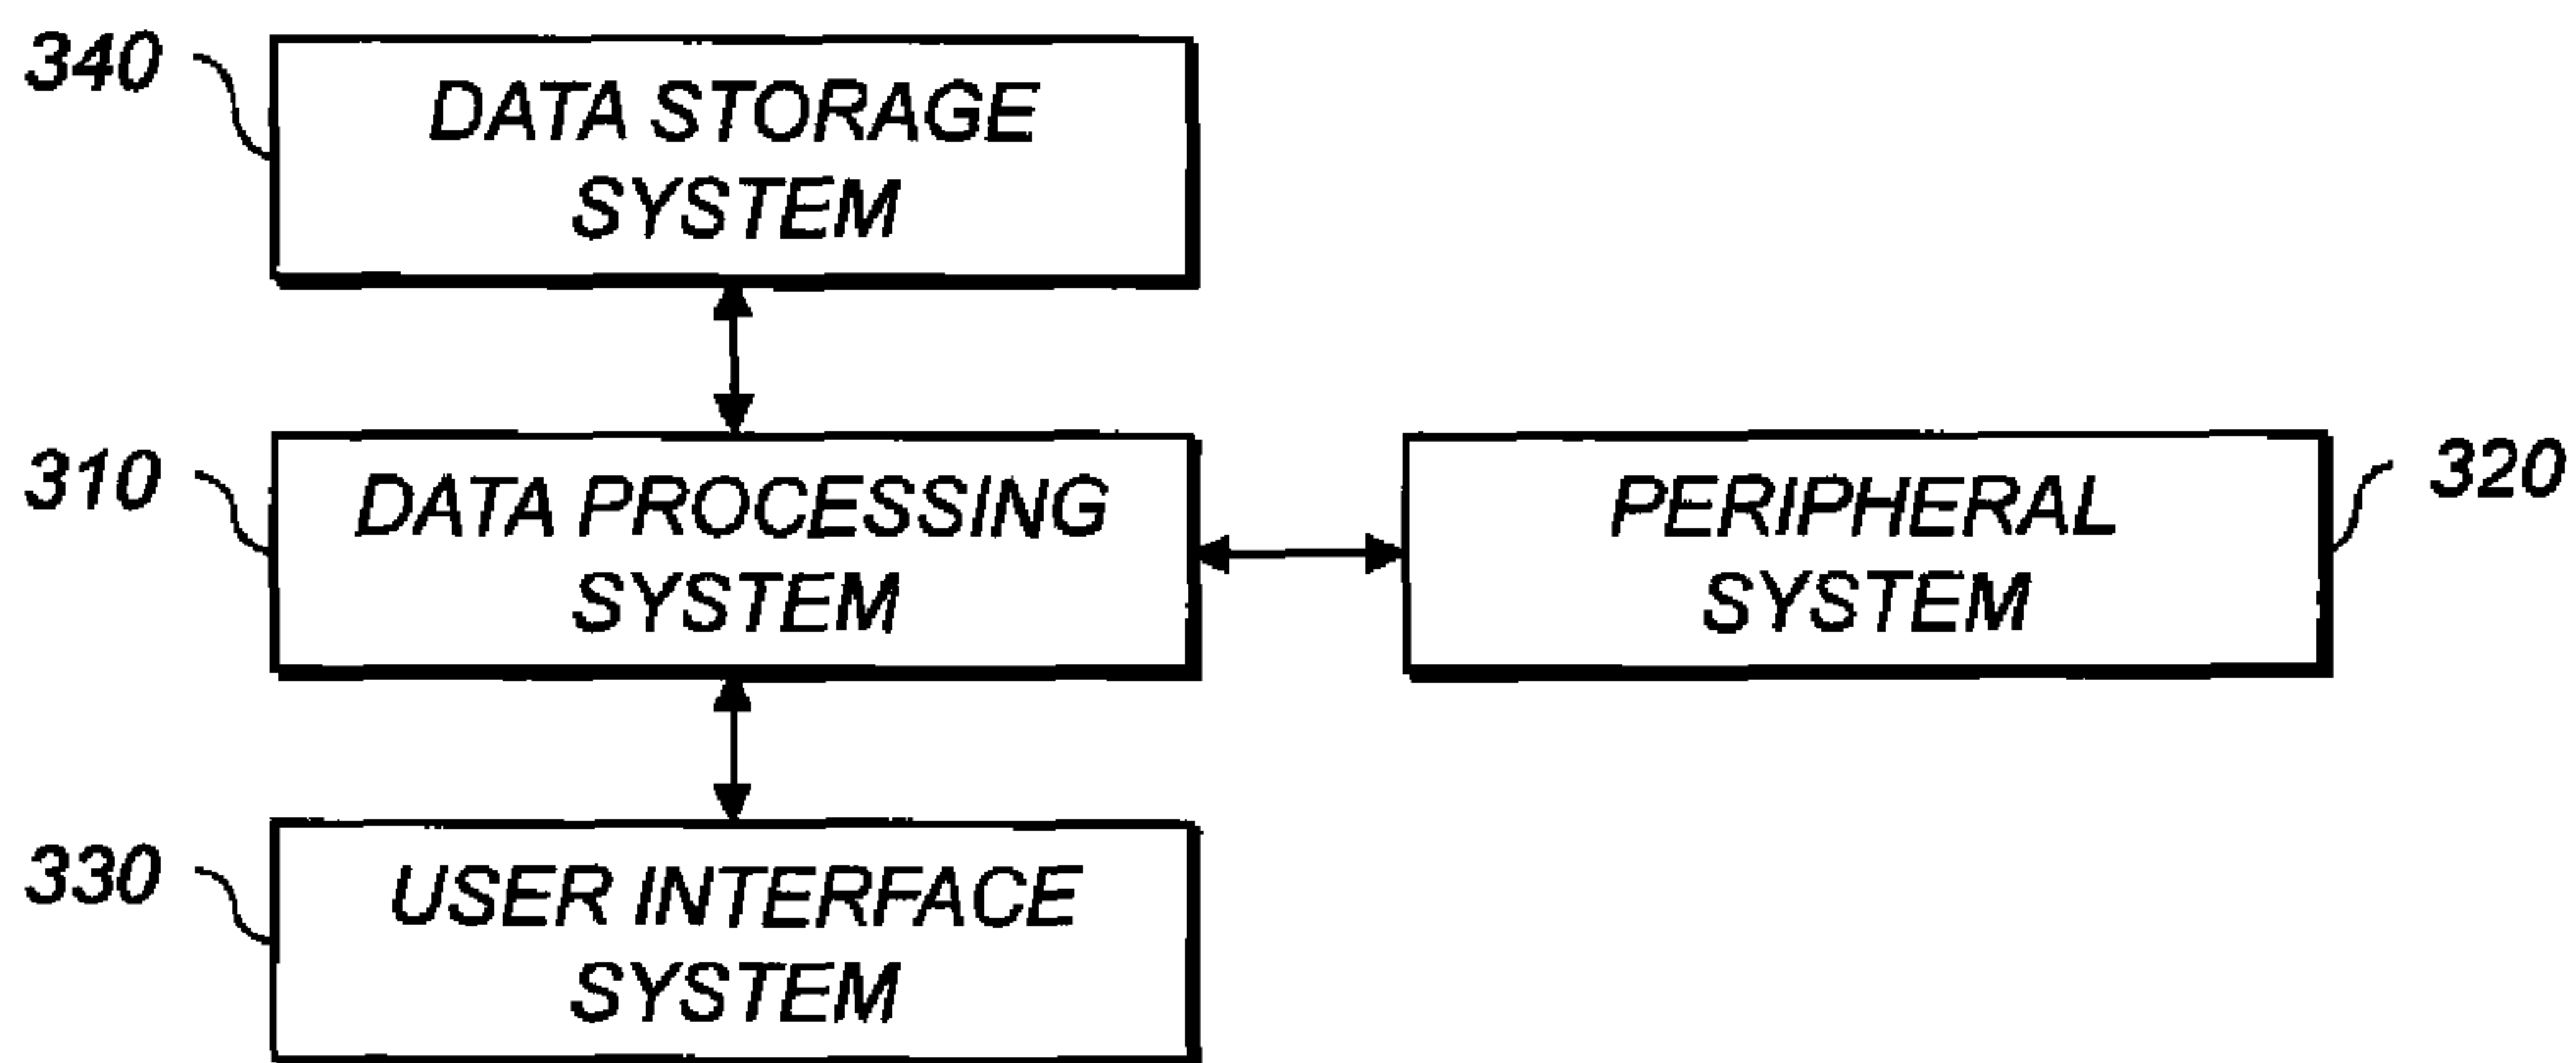 340
DATA STORAGE
SYSTEM
310
DATA PROCESSING
SYSTEM
PERIPHERAL
SYSTEM
320
330
USER INTERFACE
SYSTEM